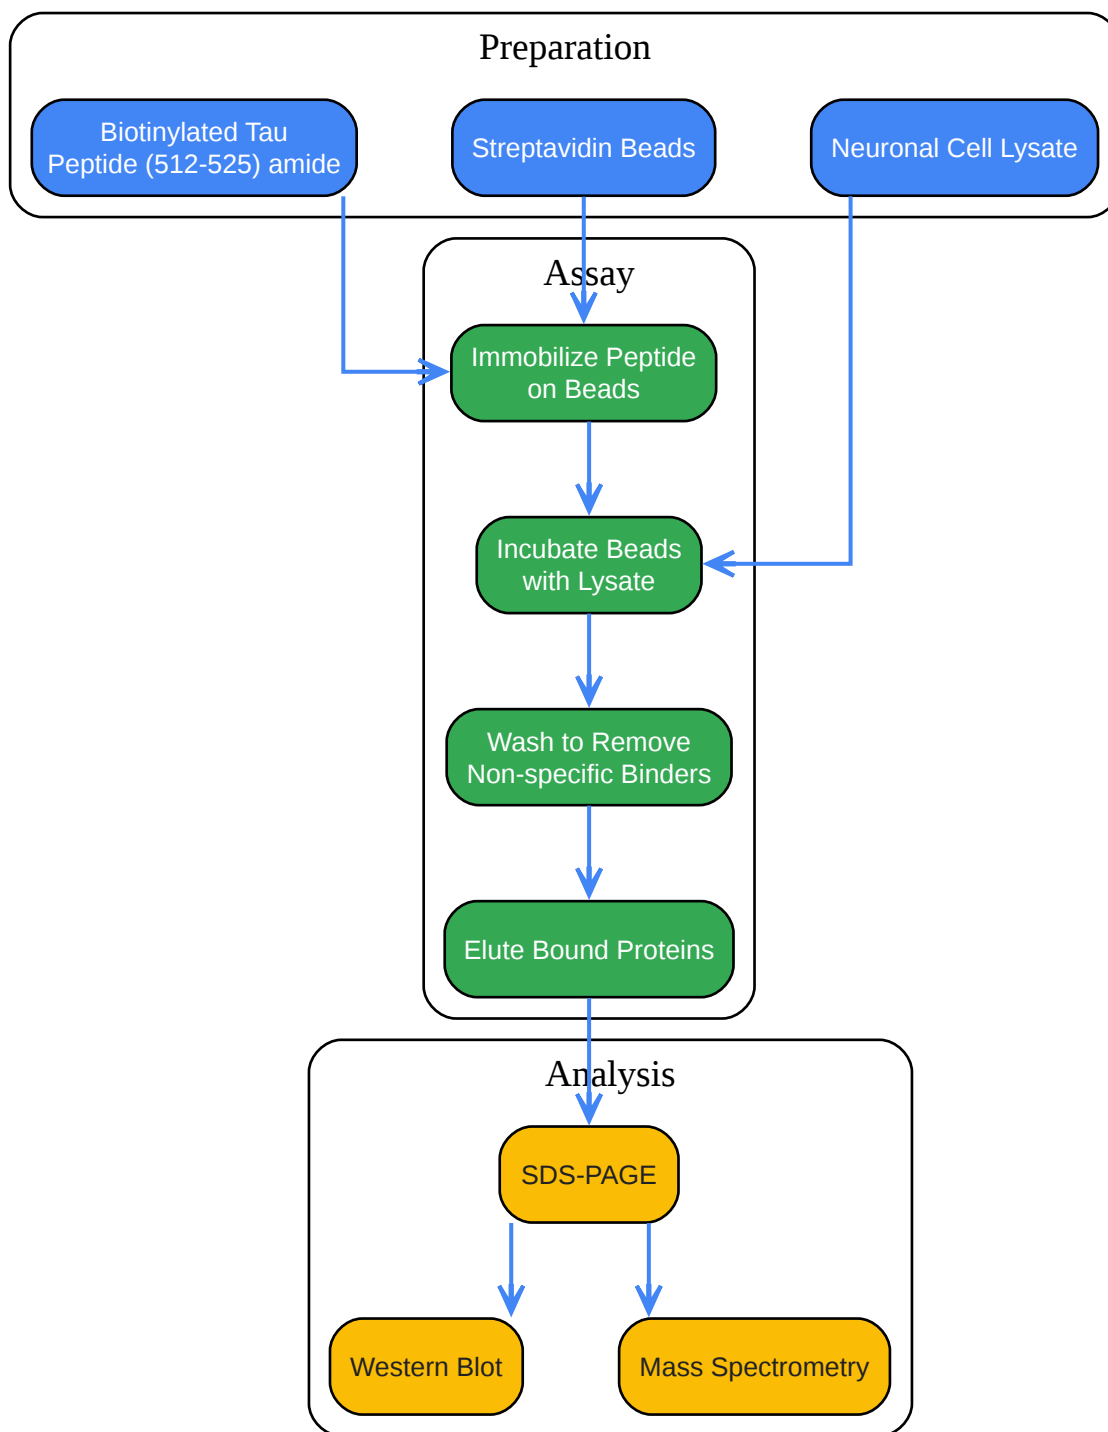 Preparation
Biotinylated Tau
Peptide (512-525) amide
Streptavidin Beads
Neuronal Cell Lysate
Assay
Immobilize Peptide
on Beads
Incubate Beads
with Lysate
Wash to Remove
Non-specific Binders
Elute Bound Proteins
Analysis
SDS-PAGE
Western Blot
Mass Spectrometry